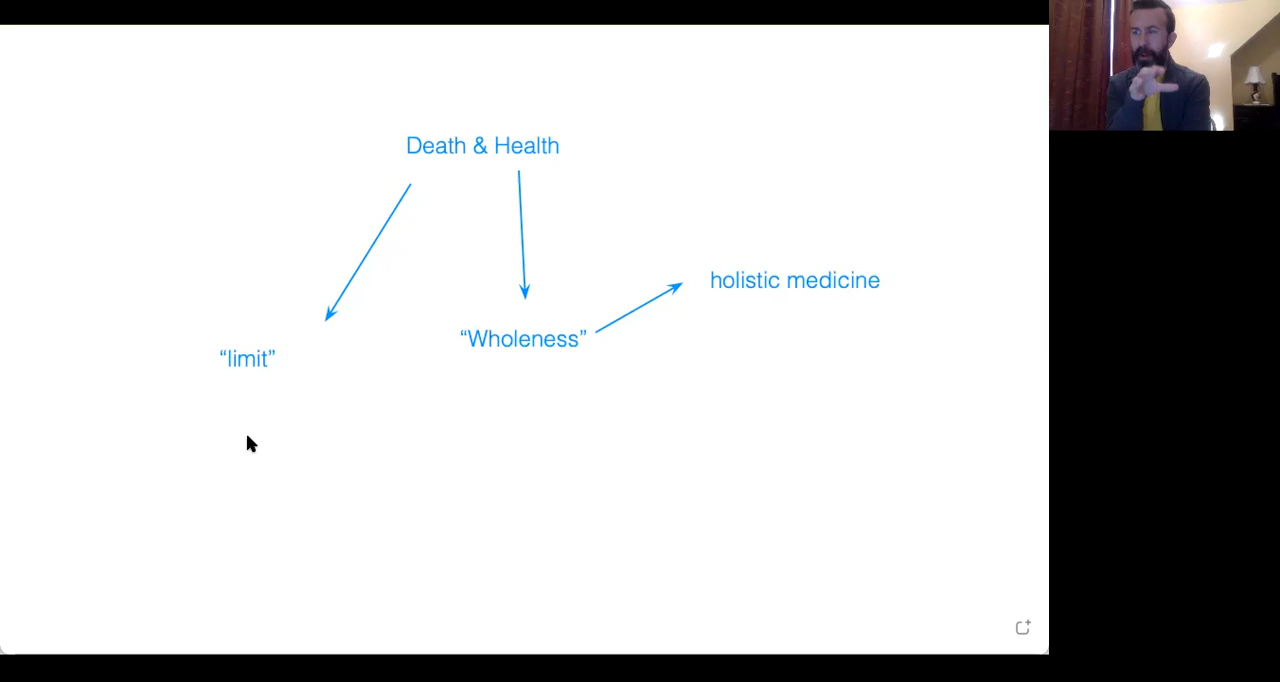 Death & Health
holistic medicine
“Wholeness”
“limit”